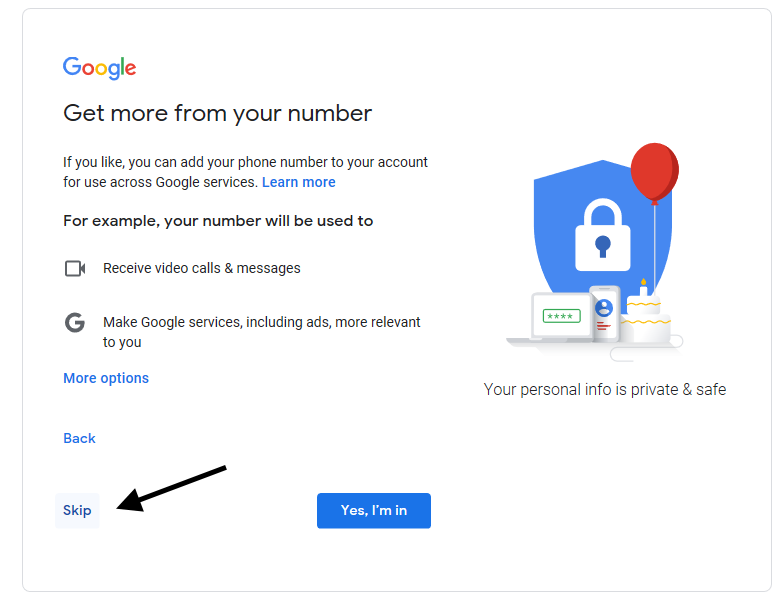 Google
Get more from your number
If you like, you can add your phone number to your account
for use across Google services. Learn more
For example, your number will be used to
Receive video calls & messages
G
Make Google services, including ads, more relevant
to you
More options
****
Your personal info is private & safe
Back
Skip
Yes, I'm in